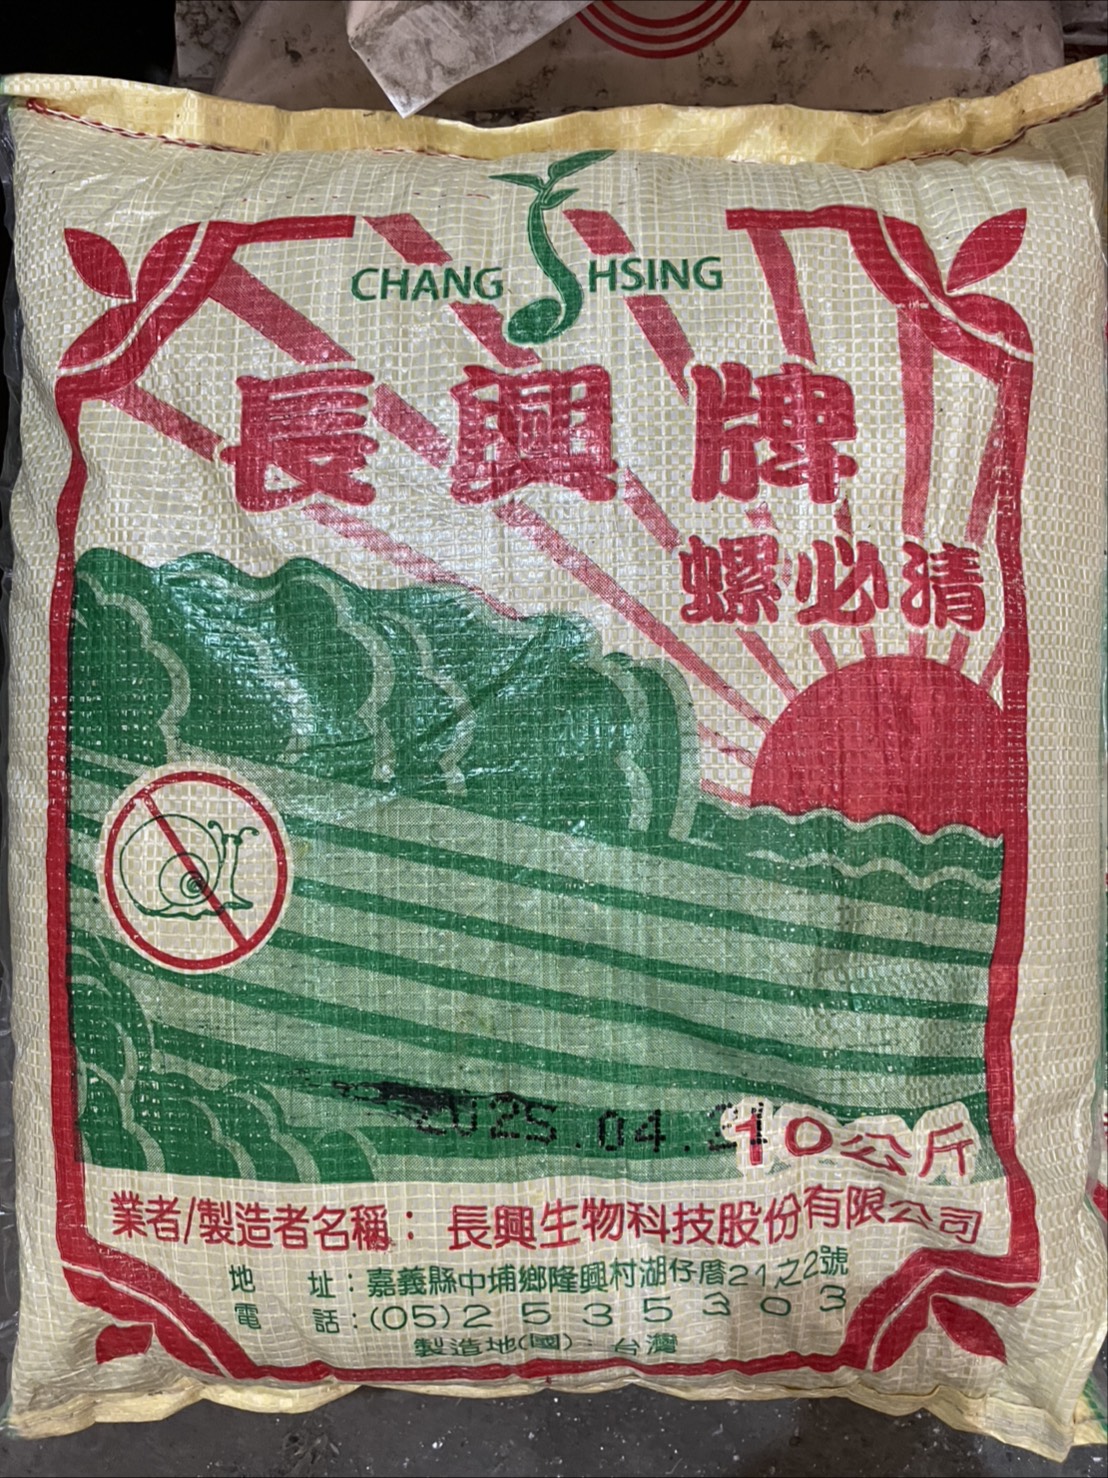 CHANG HSING
長興牌
螺必清
2025.04.21
10公斤
業者/製造者名稱：長興生物科技股份有限公司
地 址：嘉義縣中埔鄉隆興村湖仔厝21之2號
電 話：(05)2535303
製造地(國)：台灣